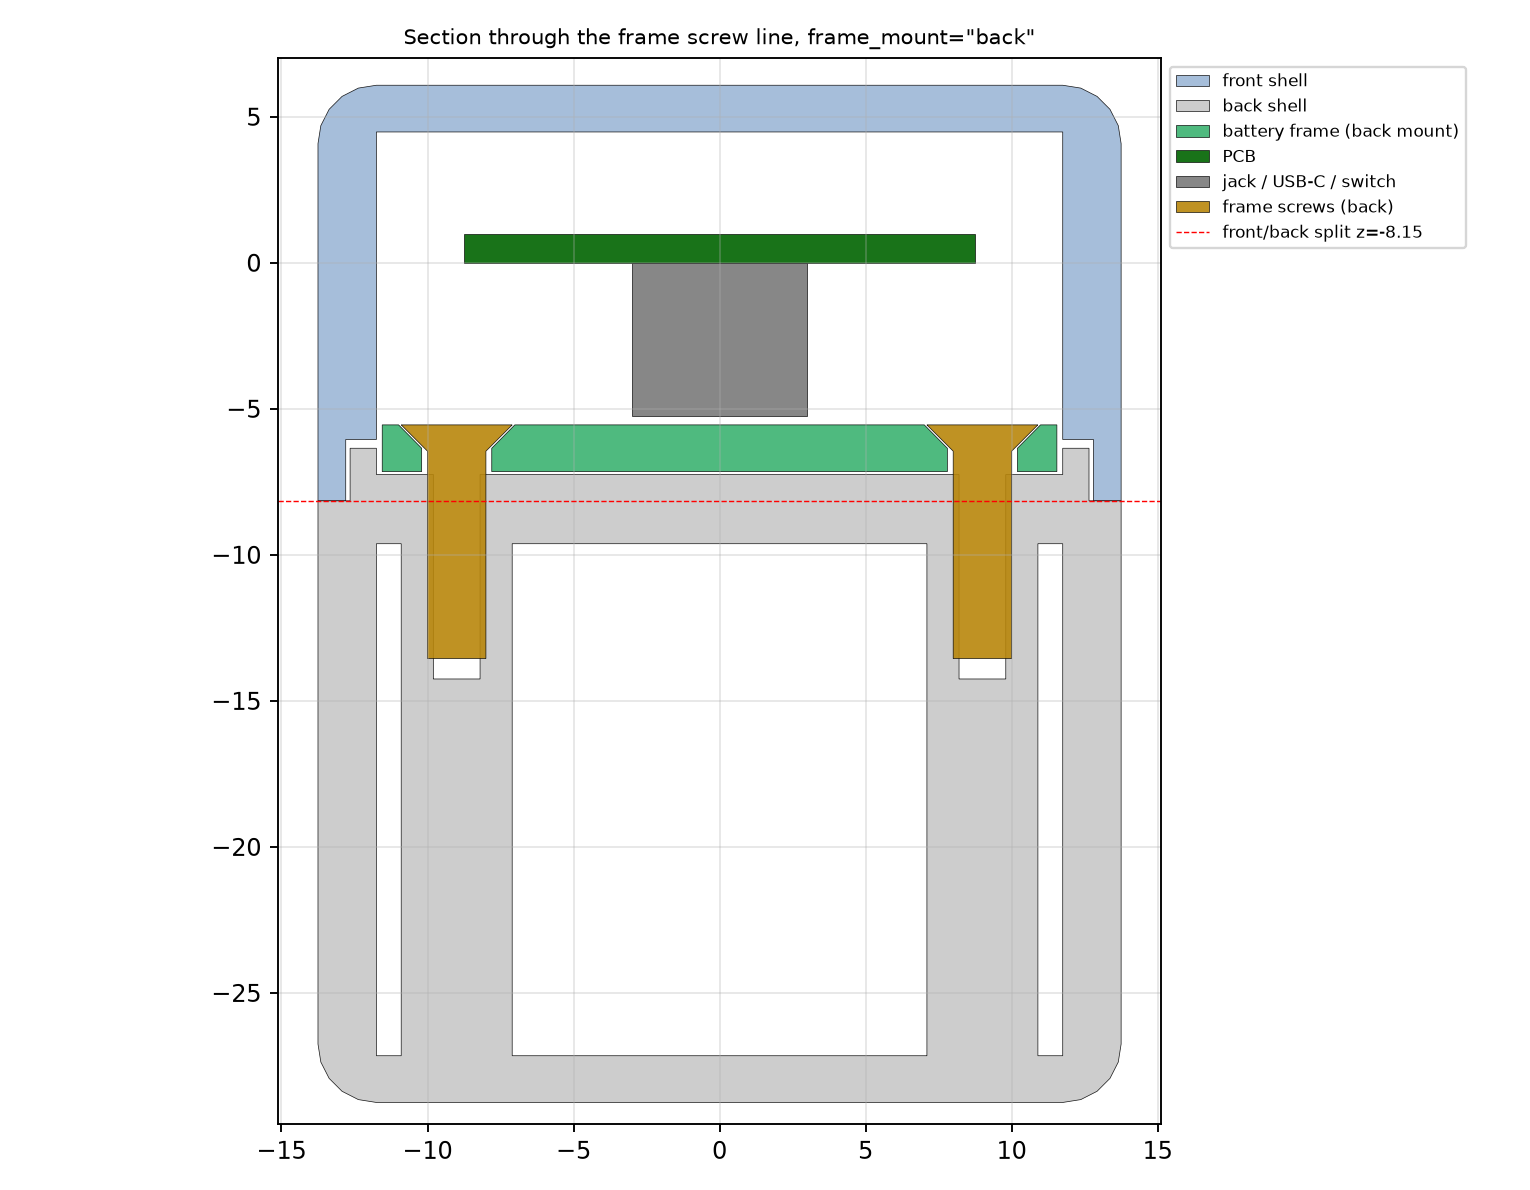 Section through the frame screw line, frame_mount="back"
front shell
back shell
battery frame (back mount)
PCB
jack / USB-C / switch
frame screws (back)
front/back split z=-8.15
5
0
−5
−10
−15
−20
−25
−15
−10
−5
0
5
10
15